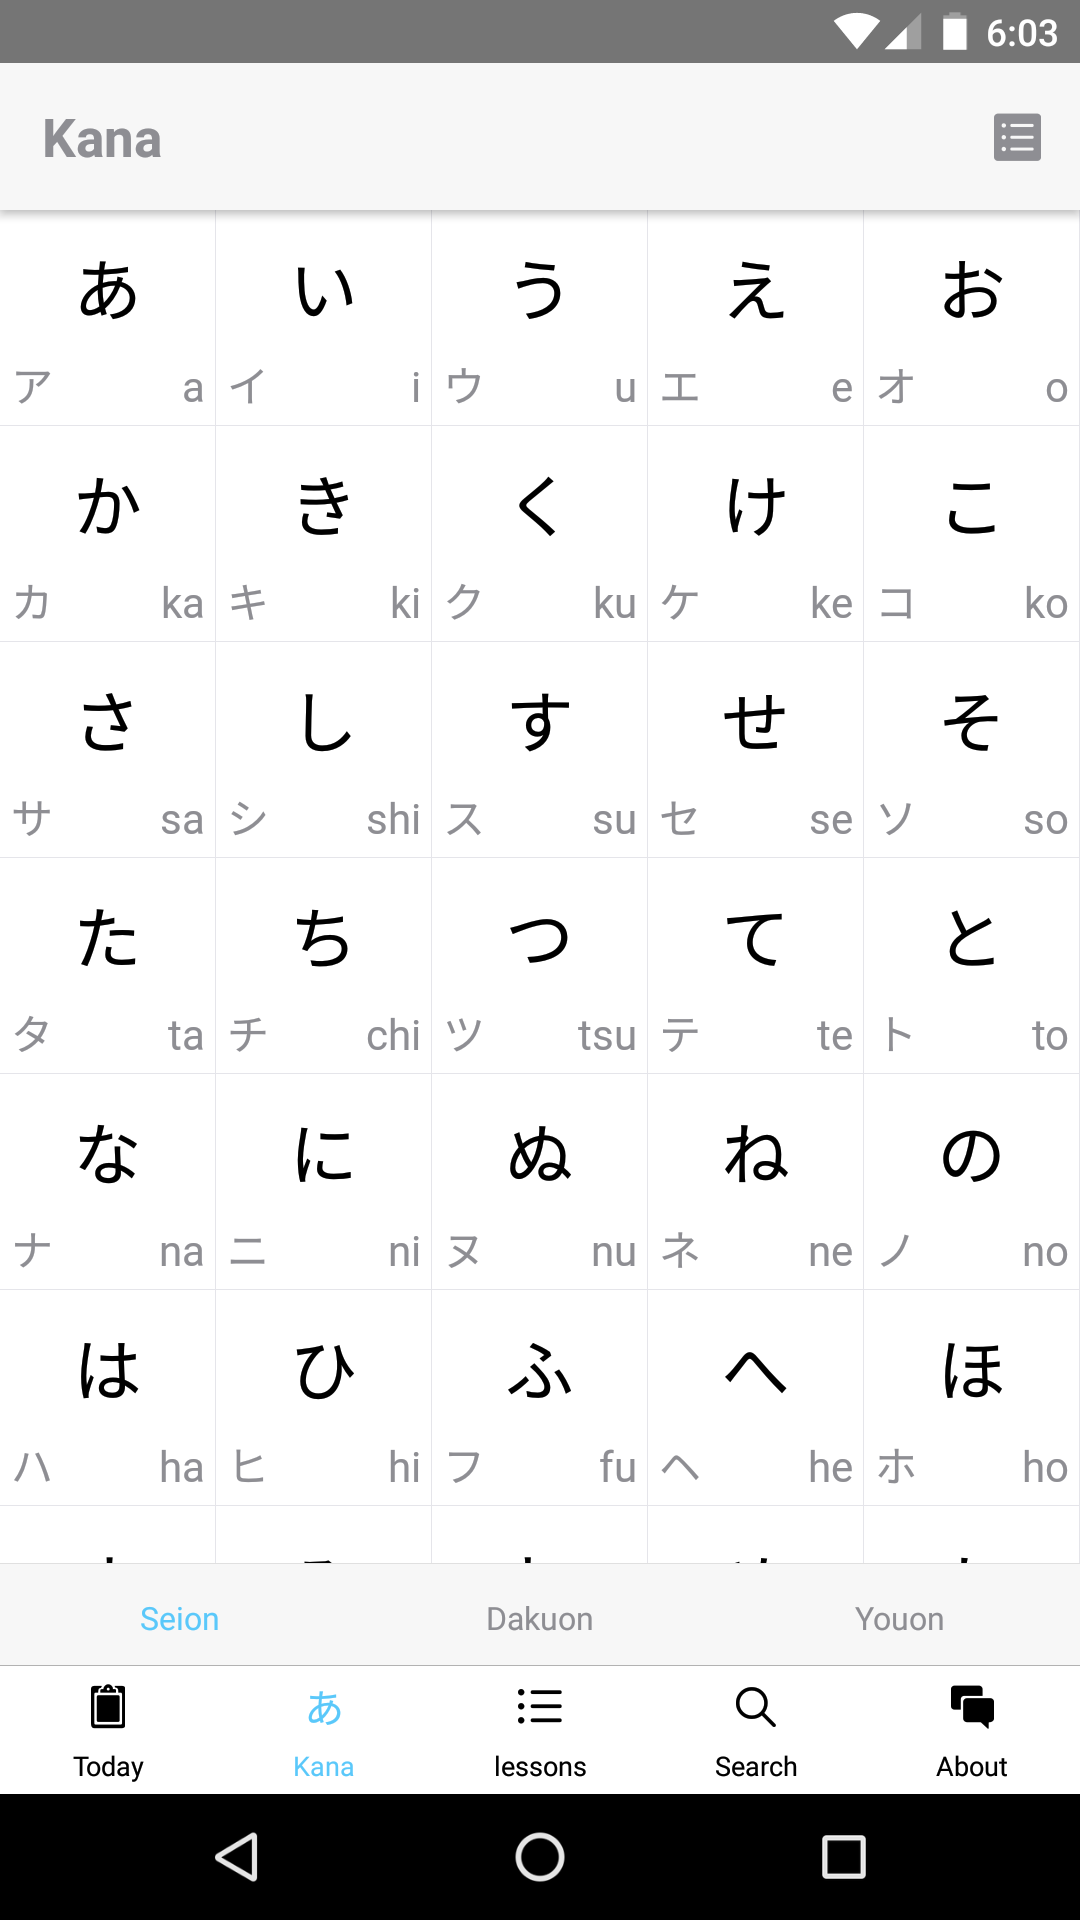 6:03
Kana
あ い う え お
ア a イ i ウ u エ e オ o
か き く け こ
カ ka キ ki ク ku ケ ke コ ko
さ し す せ そ
サ sa シ shi ス su セ se ソ so
た ち つ て と
タ ta チ chi ツ tsu テ te ト to
な に ぬ ね の
ナ na ニ ni ヌ nu ネ ne ノ no
は ひ ふ へ ほ
ハ ha ヒ hi フ fu ヘ he ホ ho
Seion Dakuon Youon
あ
Today Kana lessons Search About